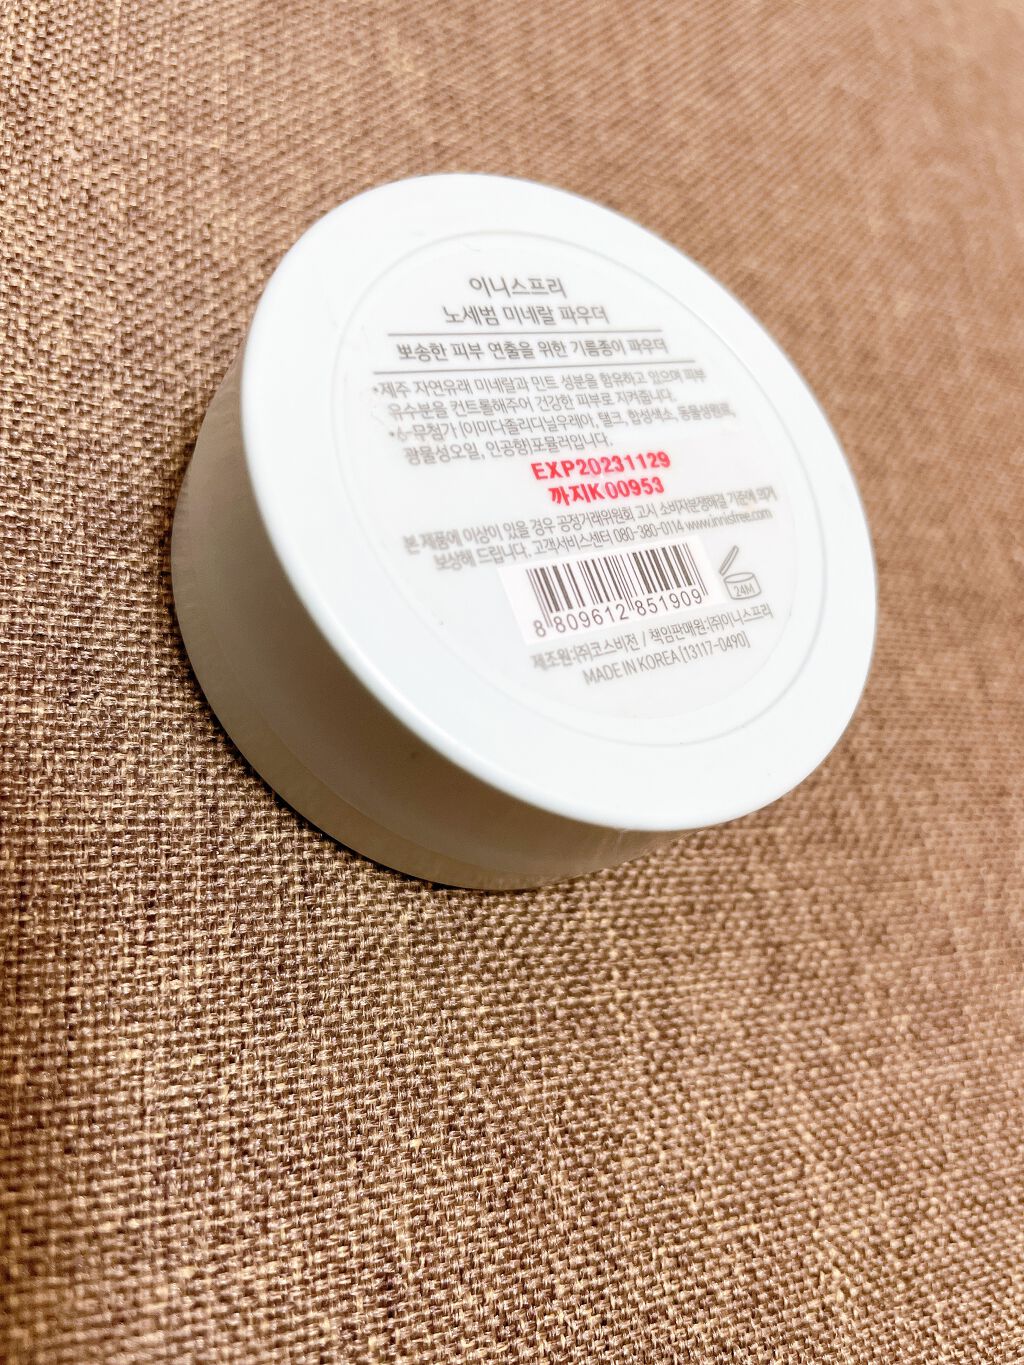 이니스프리
노세범 미네랄 파우더
뽀송한 피부 연출을 위한 기름종이 파우더
•제주 자연유래 미네랄과 민트 성분을 함유하고 있으며 피부
유수분을 컨트롤해주어 건강한 피부로 지켜줍니다.
•6-무첨가 [이미다졸리디닐우레아, 탤크, 합성색소, 동물성원료,
광물성오일, 인공향]포뮬러입니다.
EXP20231129
까지K00953
본 제품에 이상이 있을 경우 공정거래위원회 고시 소비자분쟁해결 기준에 의거
보상해 드립니다. 고객서비스센터 080-380-0114 www.innisfree.com
24M
8 809612 851909
제조원:(주)코스비전 / 책임판매원:(주)이니스프리
MADE IN KOREA [13117-0490]